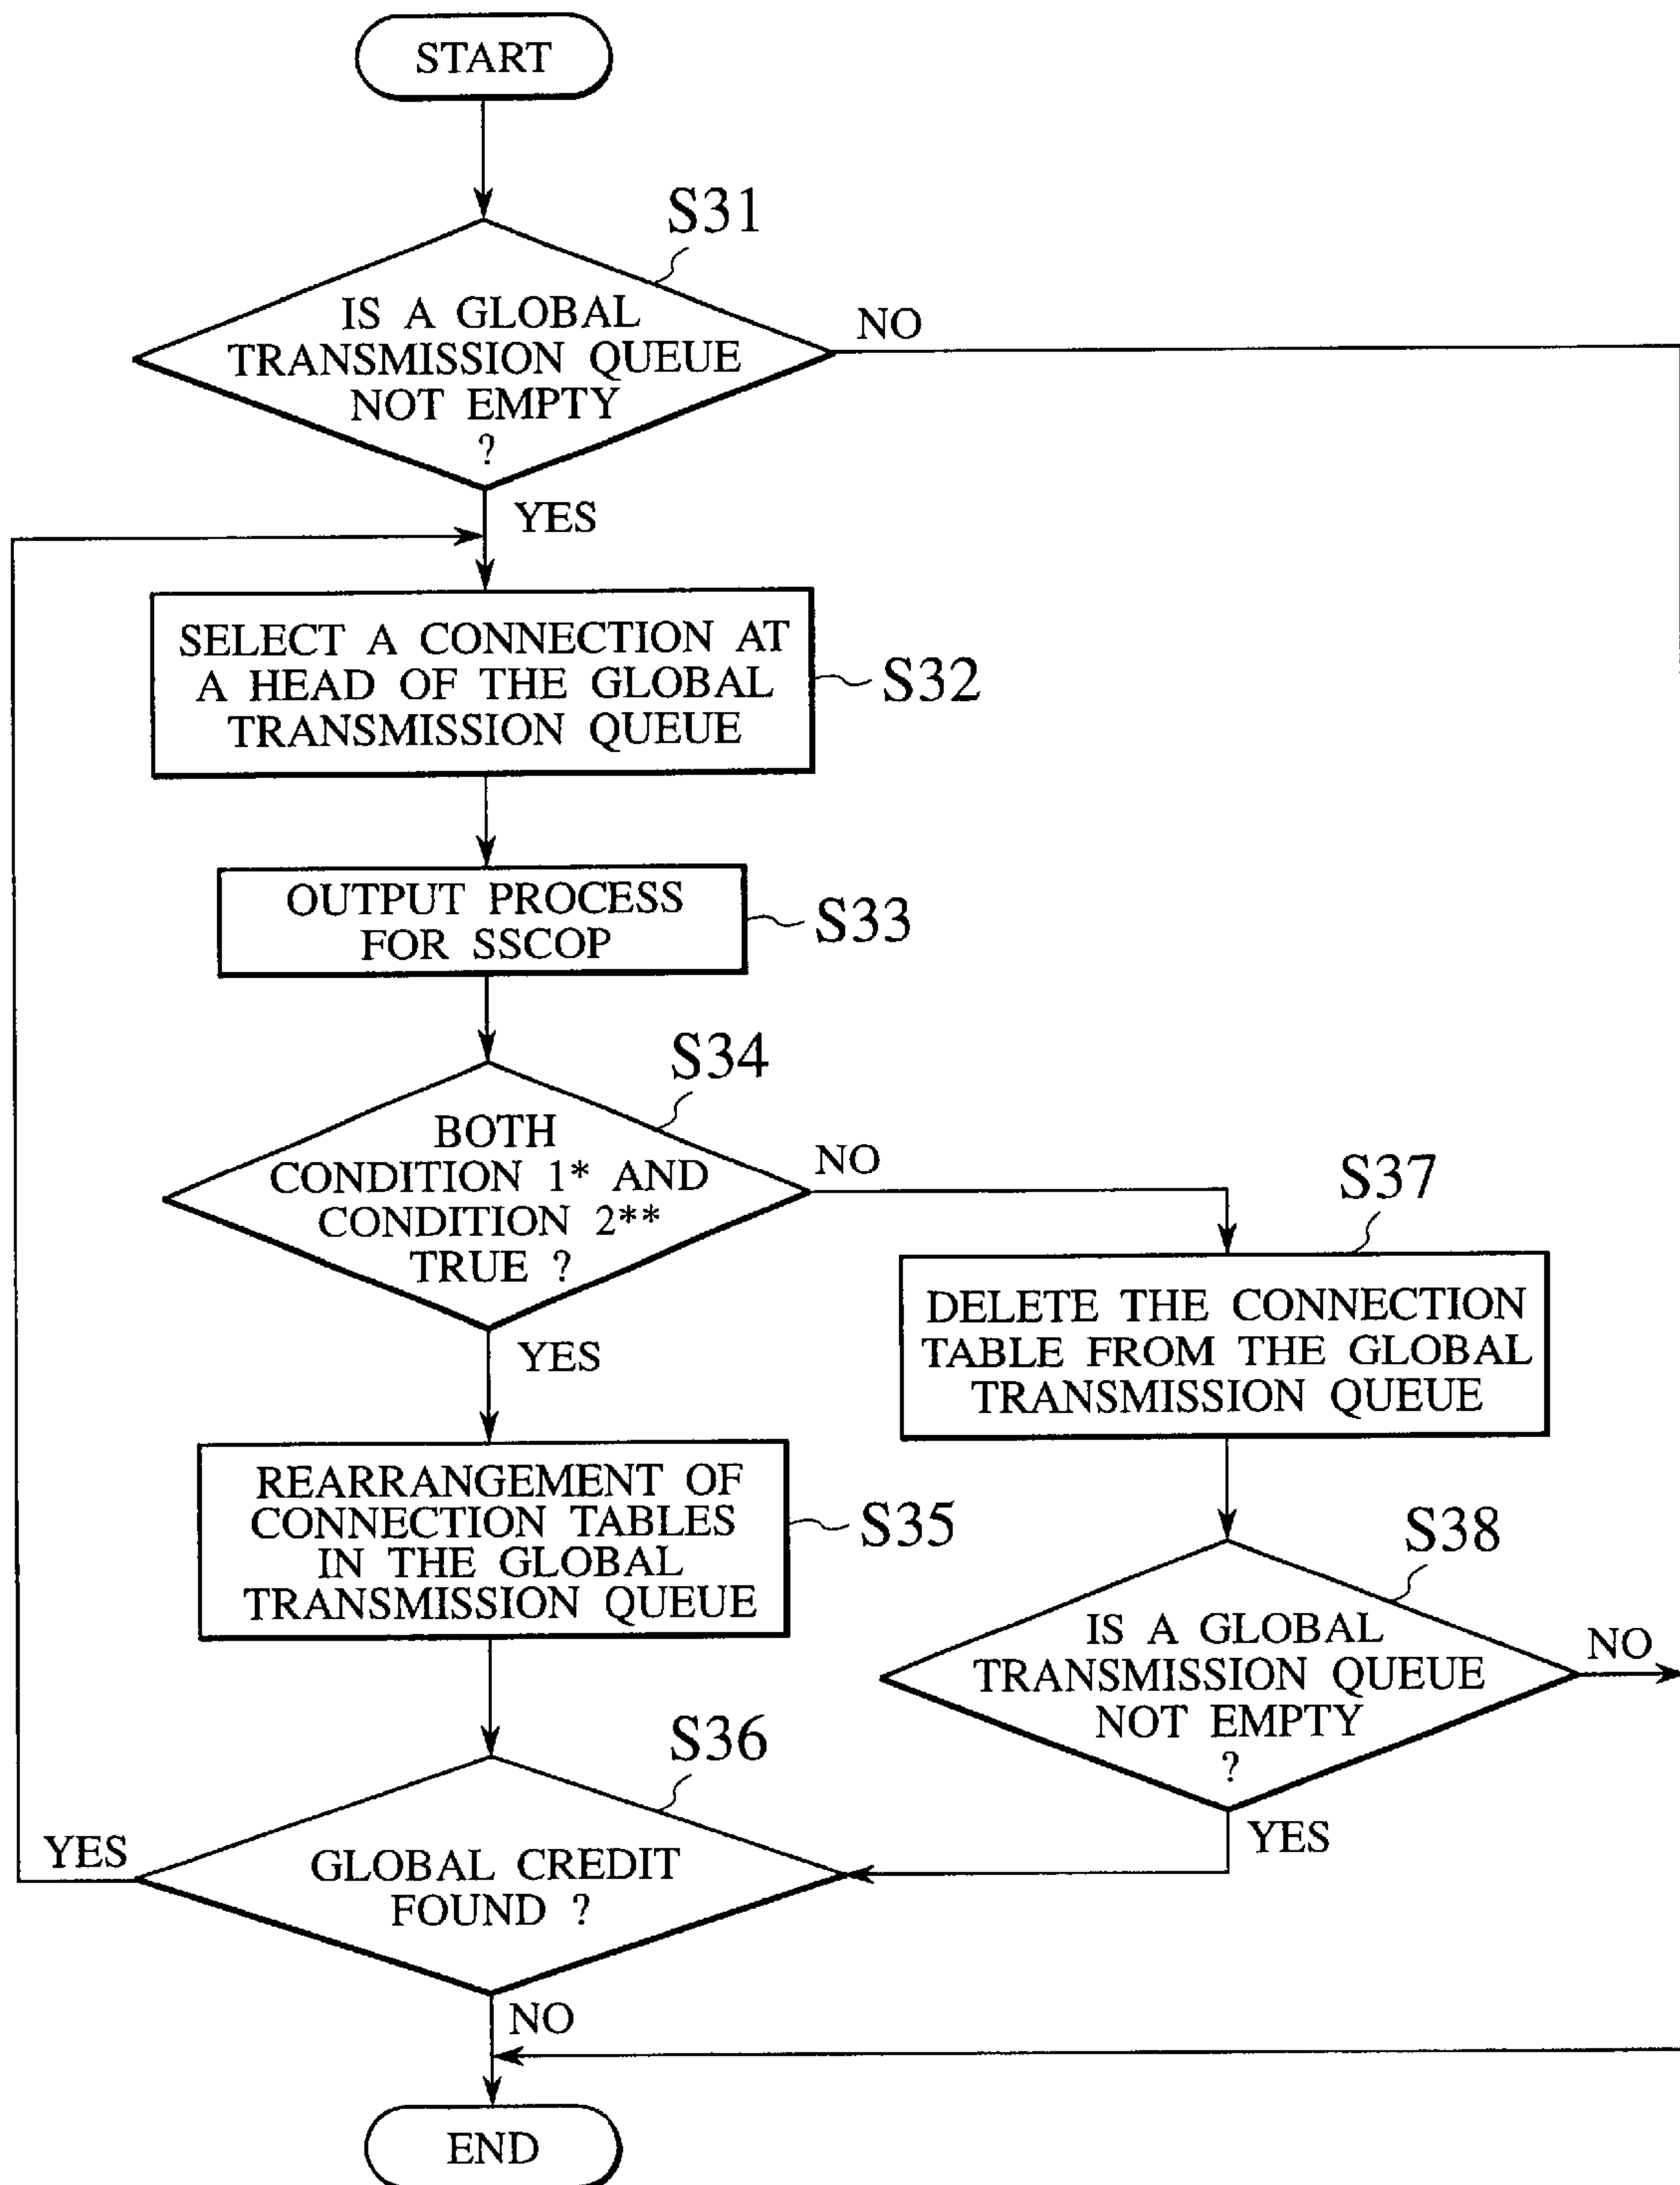 START
S31
IS A GLOBAL
TRANSMISSION QUEUE
NOT EMPTY
?
NO
YES
SELECT A CONNECTION AT
A HEAD OF THE GLOBAL
TRANSMISSION QUEUE
S32
OUTPUT PROCESS
FOR SSCOP
S33
S34
BOTH
CONDITION 1* AND
CONDITION 2**
TRUE ?
NO
YES
S37
DELETE THE CONNECTION
TABLE FROM THE GLOBAL
TRANSMISSION QUEUE
REARRANGEMENT OF
CONNECTION TABLES
IN THE GLOBAL
TRANSMISSION QUEUE
S35
S38
IS A GLOBAL
TRANSMISSION QUEUE
NOT EMPTY
?
NO
YES
S36
GLOBAL CREDIT
FOUND ?
YES
NO
END